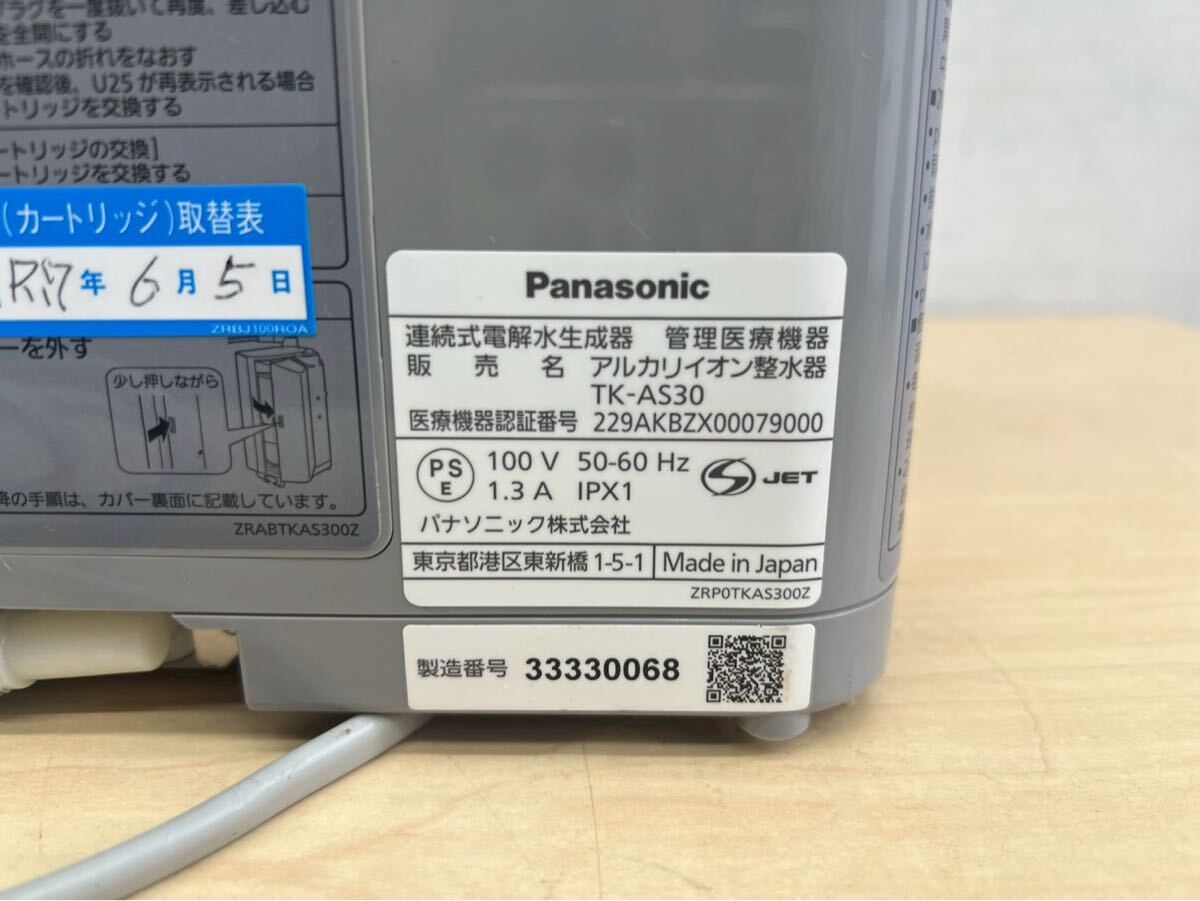 プラグを一度抜いて再度、差し込む
を全開にする
ホースの折れをなおす
を確認後、U25が再表示される場合
ートリッジを交換する
ートリッジの交換]
ートリッジを交換する
(カートリッジ)取替表
年 6月 5日
ZRBJ100R0A
ーを外す
少し押しながら
降の手順は、カバー裏面に記載しています。
ZRABTKAS300Z
Panasonic
連続式電解水生成器 管理医療機器
販売名 アルカリイオン整水器
TK-AS30
医療機器認証番号 229AKBZX00079000
PS
E
100 V 50-60 Hz
1.3 A IPX1
JET
パナソニック株式会社
東京都港区東新橋1-5-1 Made in Japan
ZRP0TKAS300Z
製造番号 33330068